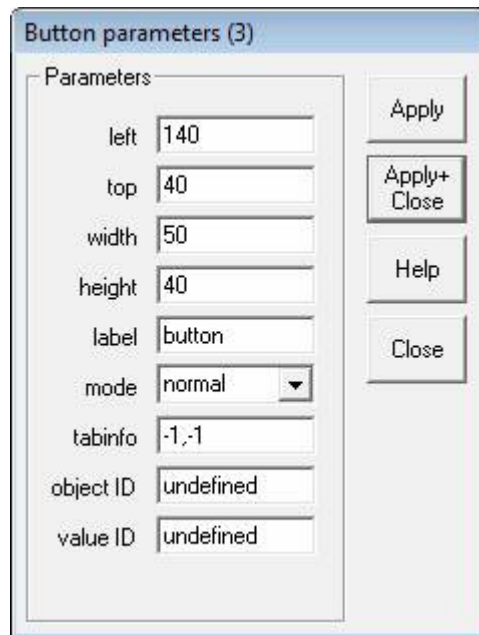 Button parameters (3)
Parameters
left 140
top 40
width 50
height 40
label button
mode normal
tabinfo -1,-1
object ID undefined
value ID undefined
Apply
Apply+
Close
Help
Close